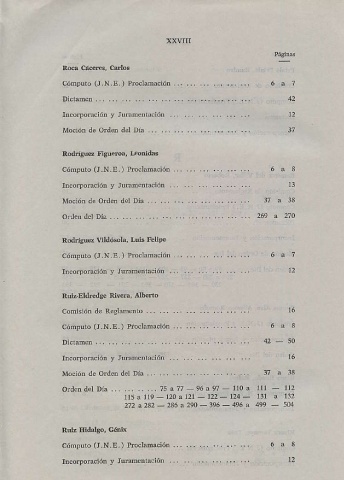 XXVIII
Páginas
Roca Cáceres, Carlos
Cómputo (J.N.E.) Proclamación ... ... ... ... ... ... 6 a 7
Dictamen ... ... ... ... ... ... ... ... ... ... ... 42
Incorporación y Juramentación ... ... ... ... ... ... 12
Moción de Orden del Día ... ... ... ... ... ... ... 37
Rodríguez Figueroa, Leonidas
Cómputo (J.N.E.) Proclamación ... ... ... ... ... ... 6 a 8
Incorporación y Juramentación ... ... ... ... ... ... 13
Moción de Orden del Día ... ... ... ... ... ... ... 37 a 38
Orden del Día ... ... ... ... ... ... ... ... ... ... 269 a 270
Rodríguez Vildósola, Luis Felipe
Cómputo (J.N.E.) Proclamación ... ... ... ... ... ... 6 a 7
Incorporación y Juramentación ... ... ... ... ... ... 12
Ruiz-Eldredge Rivera, Alberto
Comisión de Reglamento ... ... ... ... ... ... ... ... 16
Cómputo (J.N.E.) Proclamación ... ... ... ... ... ... 6 a 8
Dictamen ... ... ... ... ... ... ... ... ... ... ... 42 — 50
Incorporación y Juramentación ... ... ... ... ... ... 16
Moción de Orden del Día ... ... ... ... ... ... ... 37 a 38
Orden del Día ... ... ... ... 75 a 77 — 96 a 97 — 110 a 111 — 112
115 a 119 — 120 a 121 — 122 — 124 — 131 a 132
272 a 282 — 286 a 290 — 396 — 496 a 499 — 504
Ruiz Hidalgo, Génix
Cómputo (J.N.E.) Proclamación ... ... ... ... ... ... 6 a 8
Incorporación y Juramentación ... ... ... ... ... ... 12